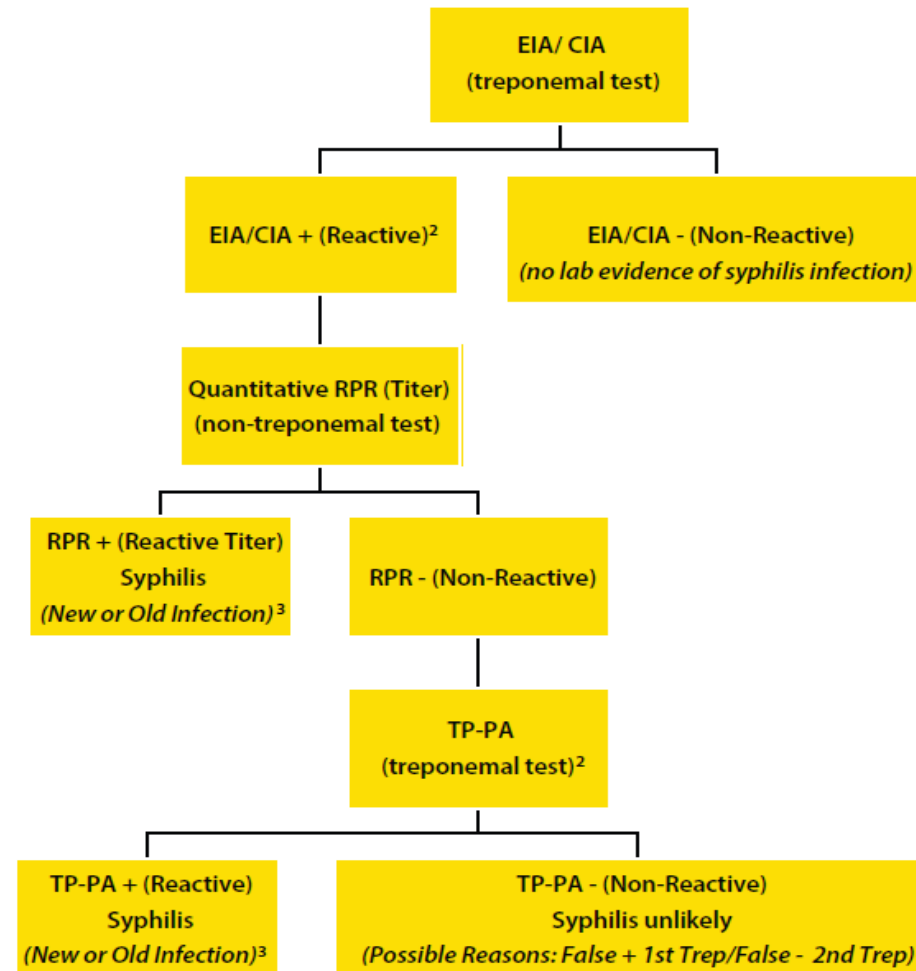 EIA/ CIA
(treponemal test)
EIA/CIA + (Reactive)²
EIA/CIA - (Non-Reactive)
(no lab evidence of syphilis infection)
Quantitative RPR (Titer)
(non-treponemal test)
RPR + (Reactive Titer)
Syphilis
(New or Old Infection)³
RPR - (Non-Reactive)
TP-PA
(treponemal test)²
TP-PA + (Reactive)
Syphilis
(New or Old Infection)³
TP-PA - (Non-Reactive)
Syphilis unlikely
(Possible Reasons: False + 1st Trep/False - 2nd Trep)